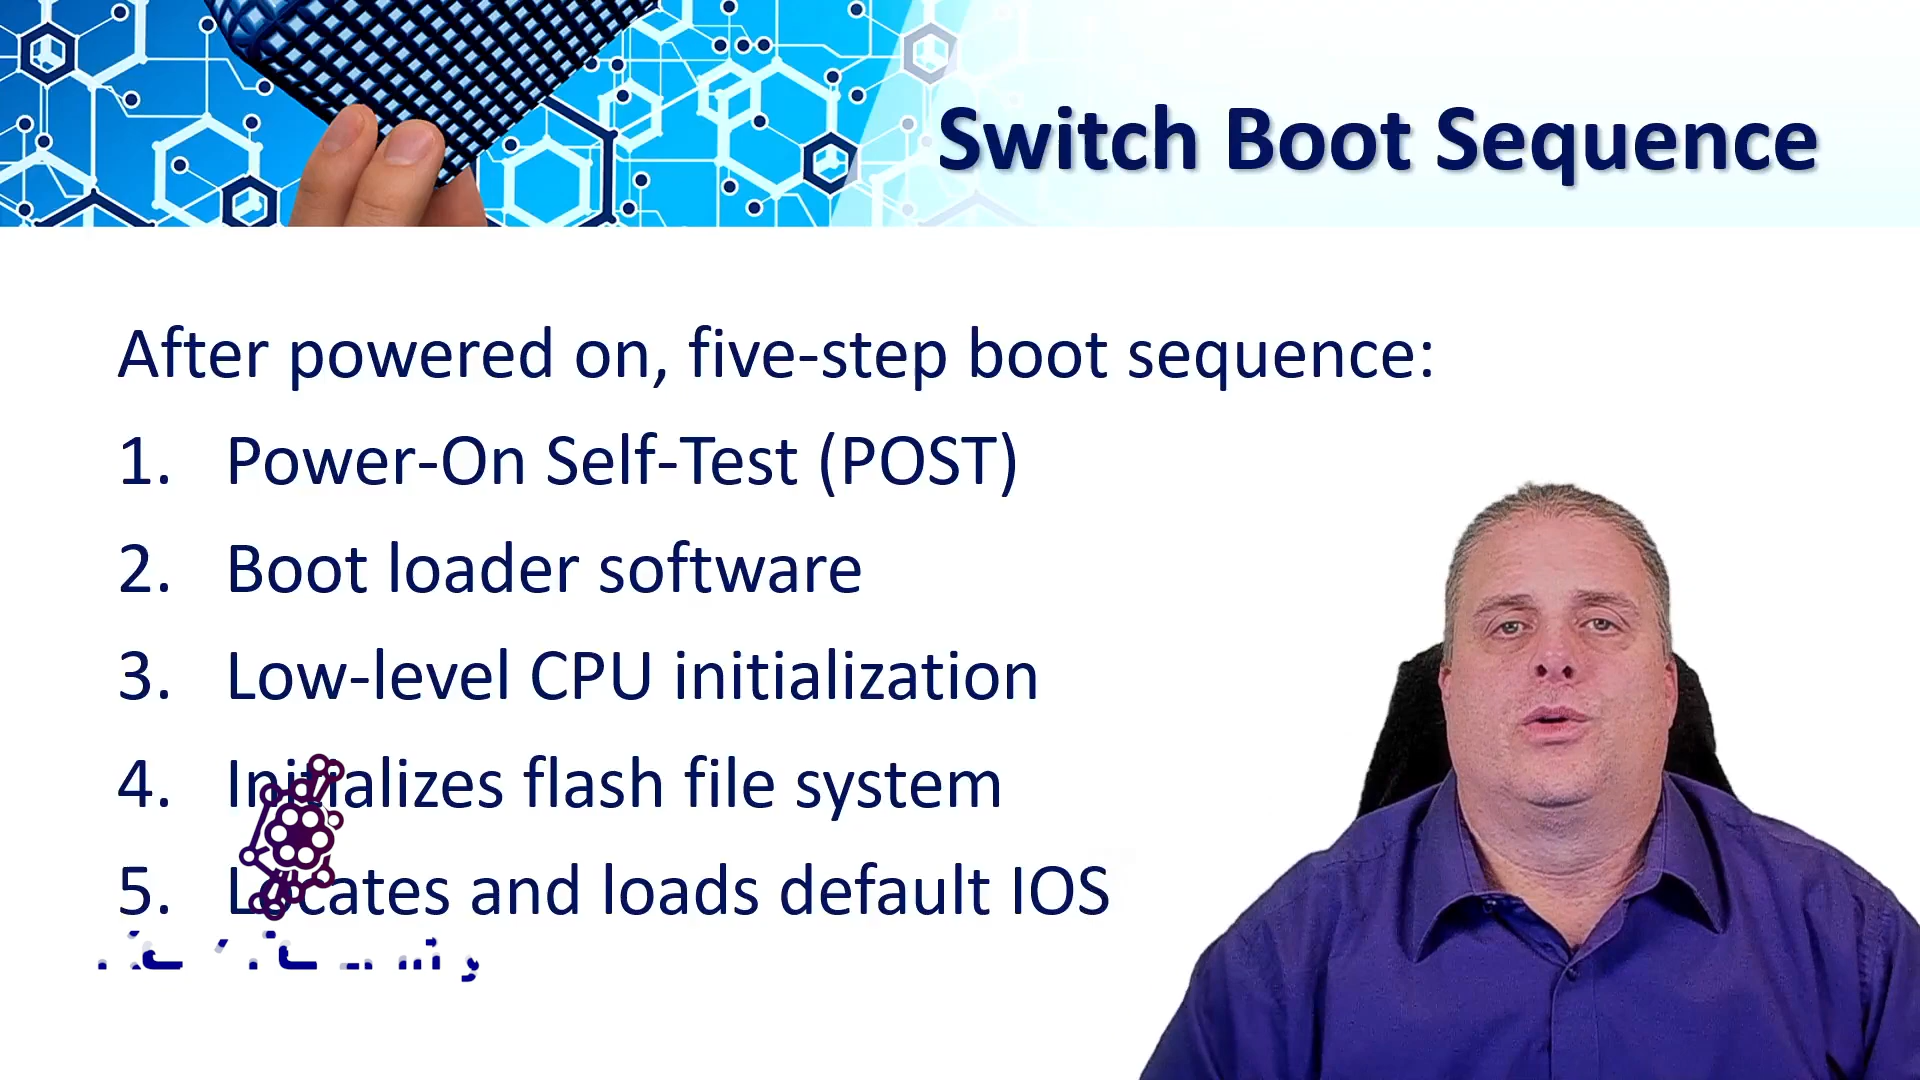 Switch Boot Sequence
After powered on, five-step boot sequence:
1. Power-On Self-Test (POST)
2. Boot loader software
3. Low-level CPU initialization
4. Initializes flash file system
5. Locates and loads default IOS